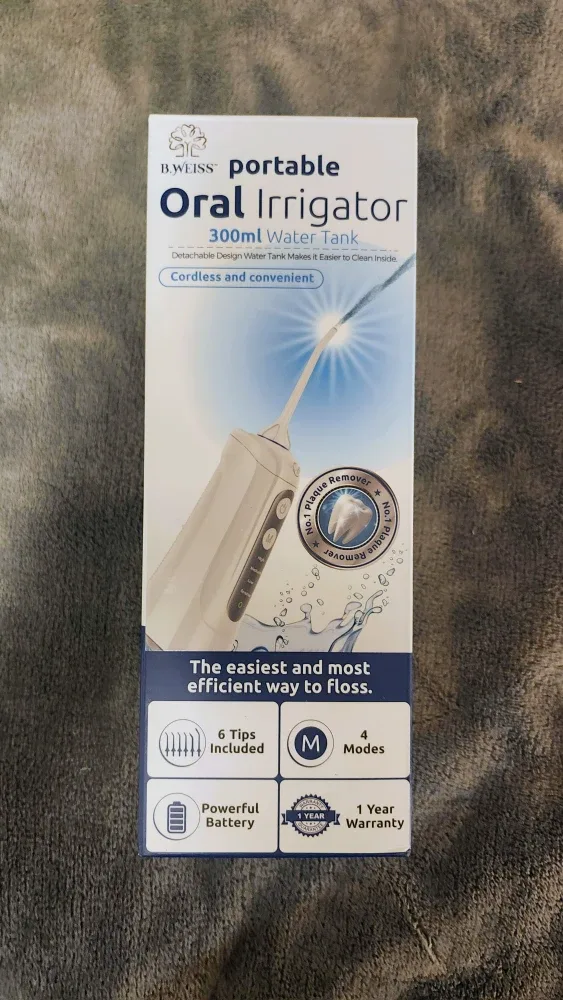 B.WEISS™
portable
Oral Irrigator
300ml Water Tank
Detachable Design Water Tank Makes it Easier to Clean Inside.
Cordless and convenient
No.1 Plaque Remover ★ No.1 Plaque Remover ★
M
The easiest and most
efficient way to floss.
6 Tips
Included
M
4
Modes
Powerful
Battery
1 YEAR
1 Year
Warranty